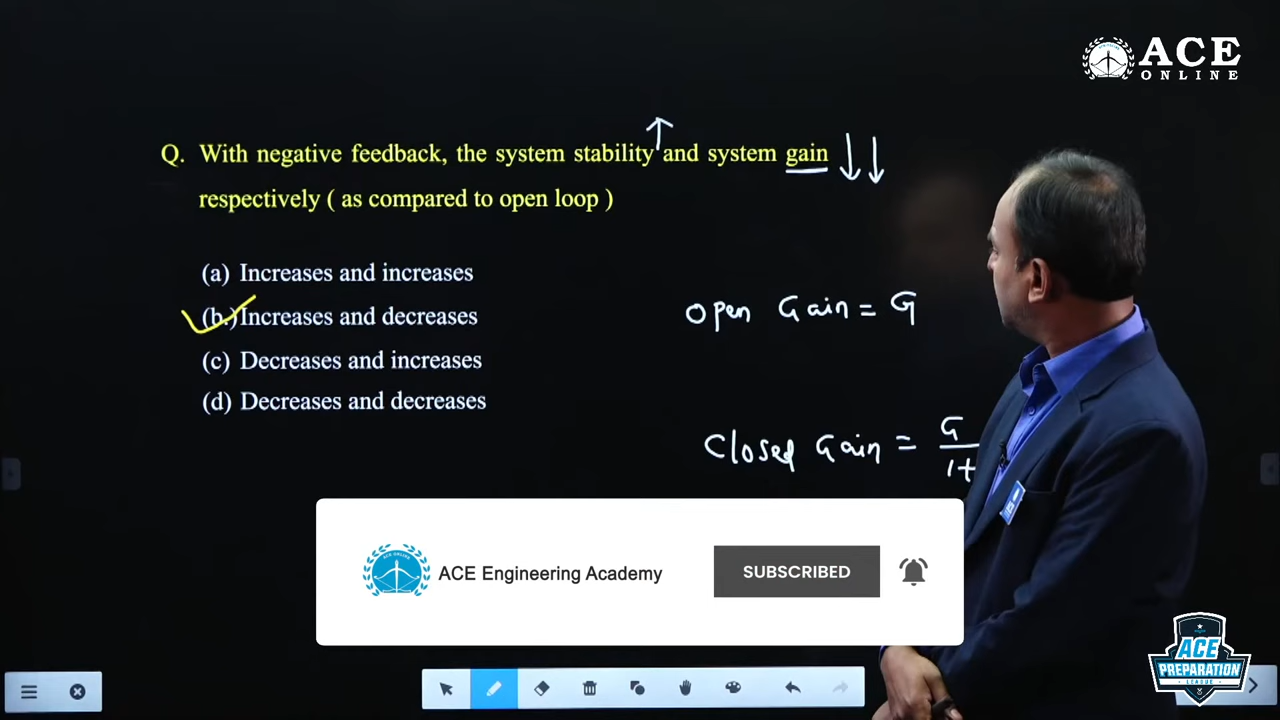 ACE
ONLINE
Q. With negative feedback, the system stability and system gain
respectively ( as compared to open loop )
(a) Increases and increases
(b.) Increases and decreases
(c) Decreases and increases
(d) Decreases and decreases
open Gain = G
Closed Gain = G
1+
ACE Engineering Academy
SUBSCRIBED
ACE
PREPARATION
LEAGUE